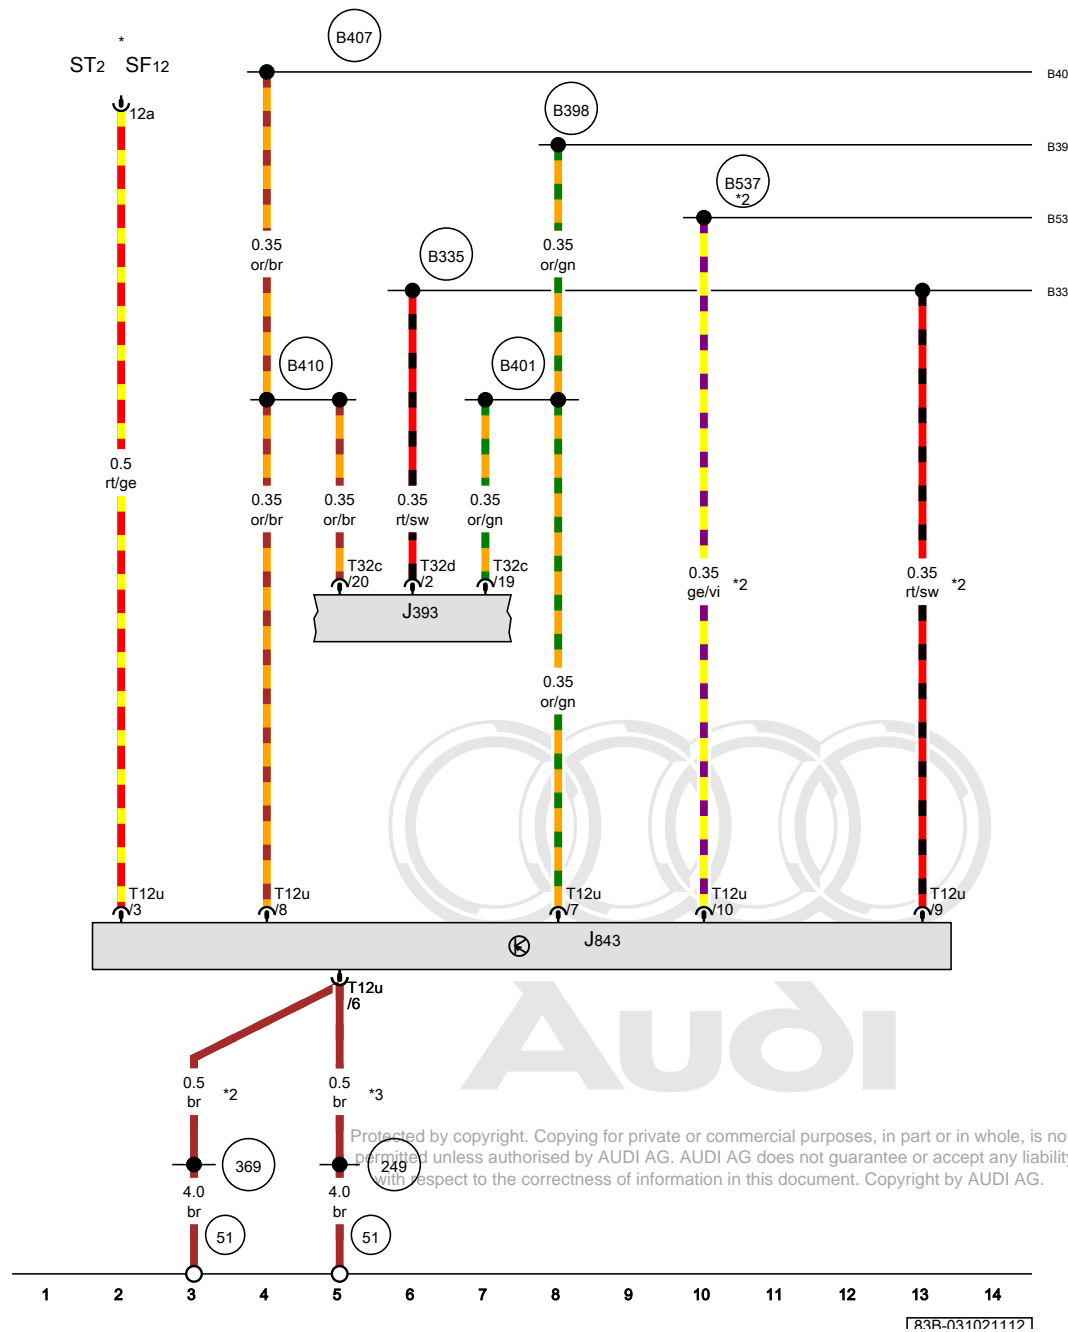 B407
*
ST2 SF12
B40
12a
B398
B39
B537
*2
B53
0.35
or/br
B335
0.35
or/gn
B33
B410
B401
0.5
rt/ge
0.35
or/br
0.35
or/br
0.35
rt/sw
0.35
or/gn
T32c
/20
T32d
/2
T32c
/19
0.35
ge/vi *2
0.35
rt/sw *2
J393
0.35
or/gn
T12u
/3
T12u
/8
T12u
/7
T12u
/10
T12u
/9
J843
T12u
/6
Audi
0.5
br *2
0.5
br *3
Protected by copyright. Copying for private or commercial purposes, in part or in whole, is no
permitted unless authorised by AUDI AG. AUDI AG does not guarantee or accept any liability
with respect to the correctness of information in this document. Copyright by AUDI AG.
369
249
4.0
br
4.0
br
51
51
1 2 3 4 5 6 7 8 9 10 11 12 13 14
83B-031021112